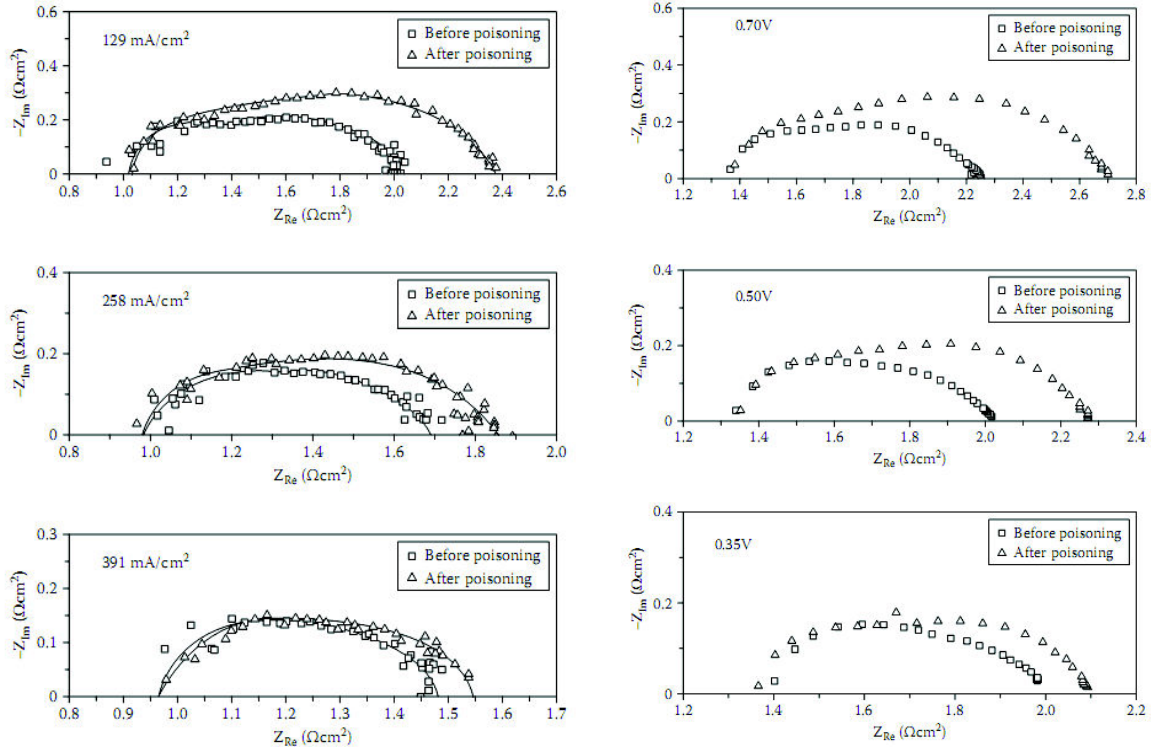 0.6
0.4
0.2
0
−Z_Im (Ωcm²)
129 mA/cm²
Before poisoning
After poisoning
0.8 1.0 1.2 1.4 1.6 1.8 2.0 2.2 2.4 2.6
Z_Re (Ωcm²)
0.6
0.4
0.2
0
−Z_Im (Ωcm²)
0.70V
Before poisoning
After poisoning
1.2 1.4 1.6 1.8 2.0 2.2 2.4 2.6 2.8
Z_Re (Ωcm²)
0.4
0.2
0
−Z_Im (Ωcm²)
258 mA/cm²
Before poisoning
After poisoning
0.8 1.0 1.2 1.4 1.6 1.8 2.0
Z_Re (Ωcm²)
0.4
0.2
0
−Z_Im (Ωcm²)
0.50V
Before poisoning
After poisoning
1.2 1.4 1.6 1.8 2.0 2.2 2.4
Z_Re (Ωcm²)
0.3
0.2
0.1
0
−Z_Im (Ωcm²)
391 mA/cm²
Before poisoning
After poisoning
0.8 0.9 1.0 1.1 1.2 1.3 1.4 1.5 1.6 1.7
Z_Re (Ωcm²)
0.4
0.2
0
−Z_Im (Ωcm²)
0.35V
Before poisoning
After poisoning
1.2 1.4 1.6 1.8 2.0 2.2
Z_Re (Ωcm²)